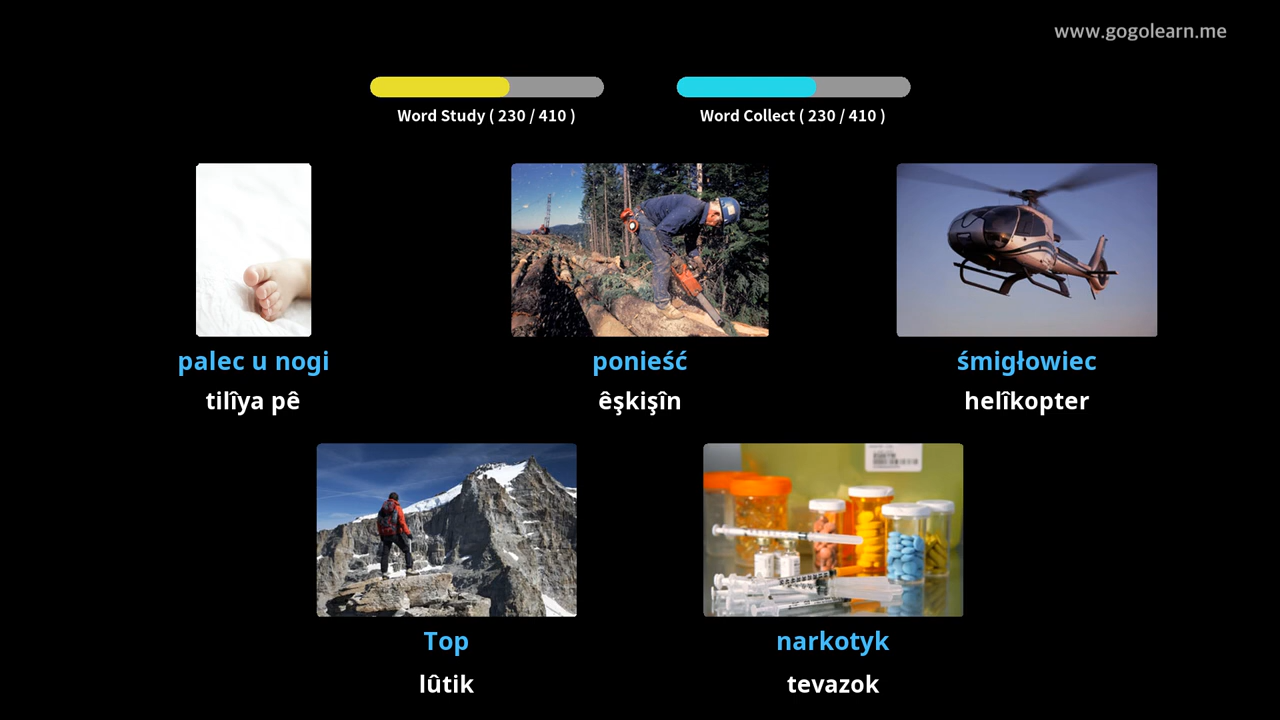 www.gogolearn.me
Word Study ( 230 / 410 )
Word Collect ( 230 / 410 )
palec u nogi
ponieść
śmigłowiec
tilîya pê
êşkişîn
helîkopter
Top
narkotyk
lûtik
tevazok